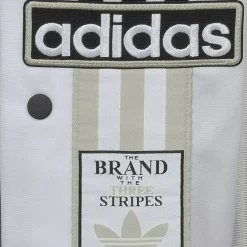 adidas
THE
BRAND
WITH
THE
THREE
STRIPES